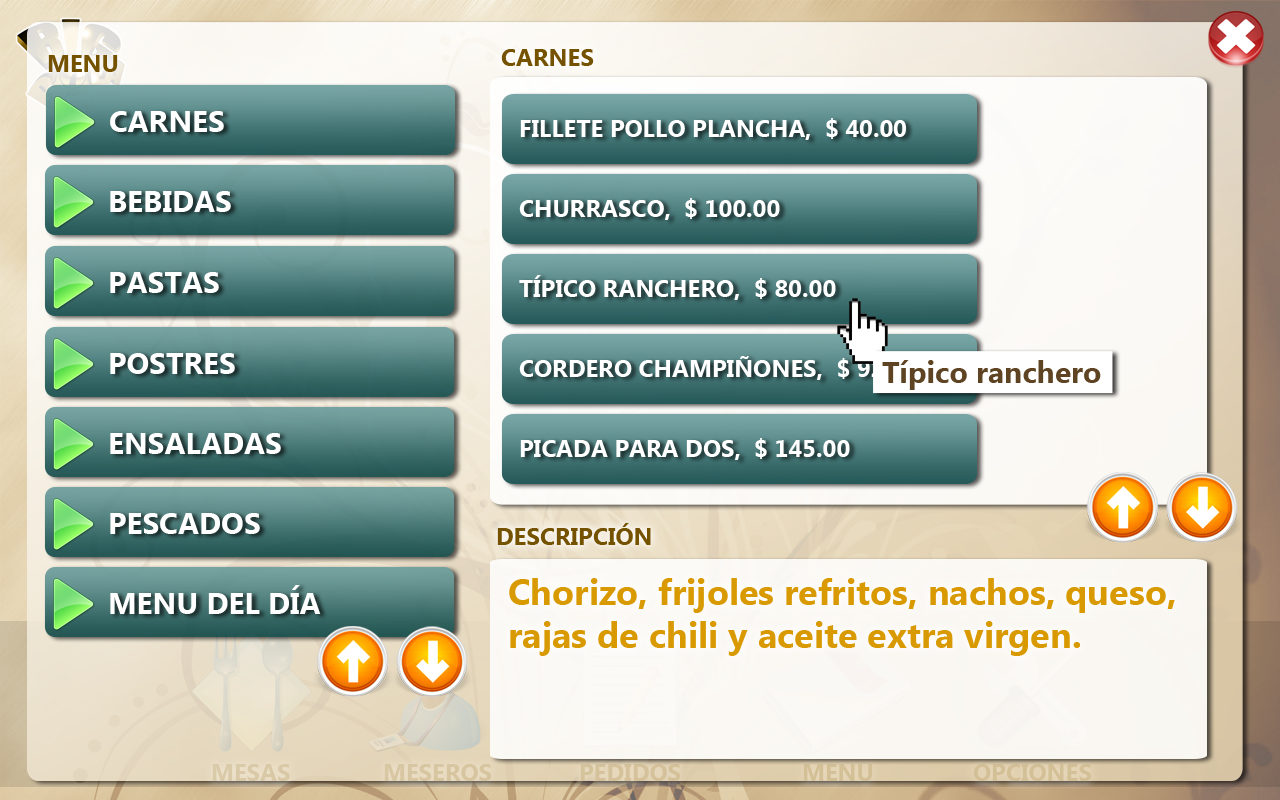 MENU
CARNES
BEBIDAS
PASTAS
POSTRES
ENSALADAS
PESCADOS
MENU DEL DÍA
CARNES
FILLETE POLLO PLANCHA, $ 40.00
CHURRASCO, $ 100.00
TÍPICO RANCHERO, $ 80.00
CORDERO CHAMPIÑONES, $
Típico ranchero
PICADA PARA DOS, $ 145.00
DESCRIPCIÓN
Chorizo, frijoles refritos, nachos, queso,
rajas de chili y aceite extra virgen.
MESAS MESEROS PEDIDOS MENU OPCIONES